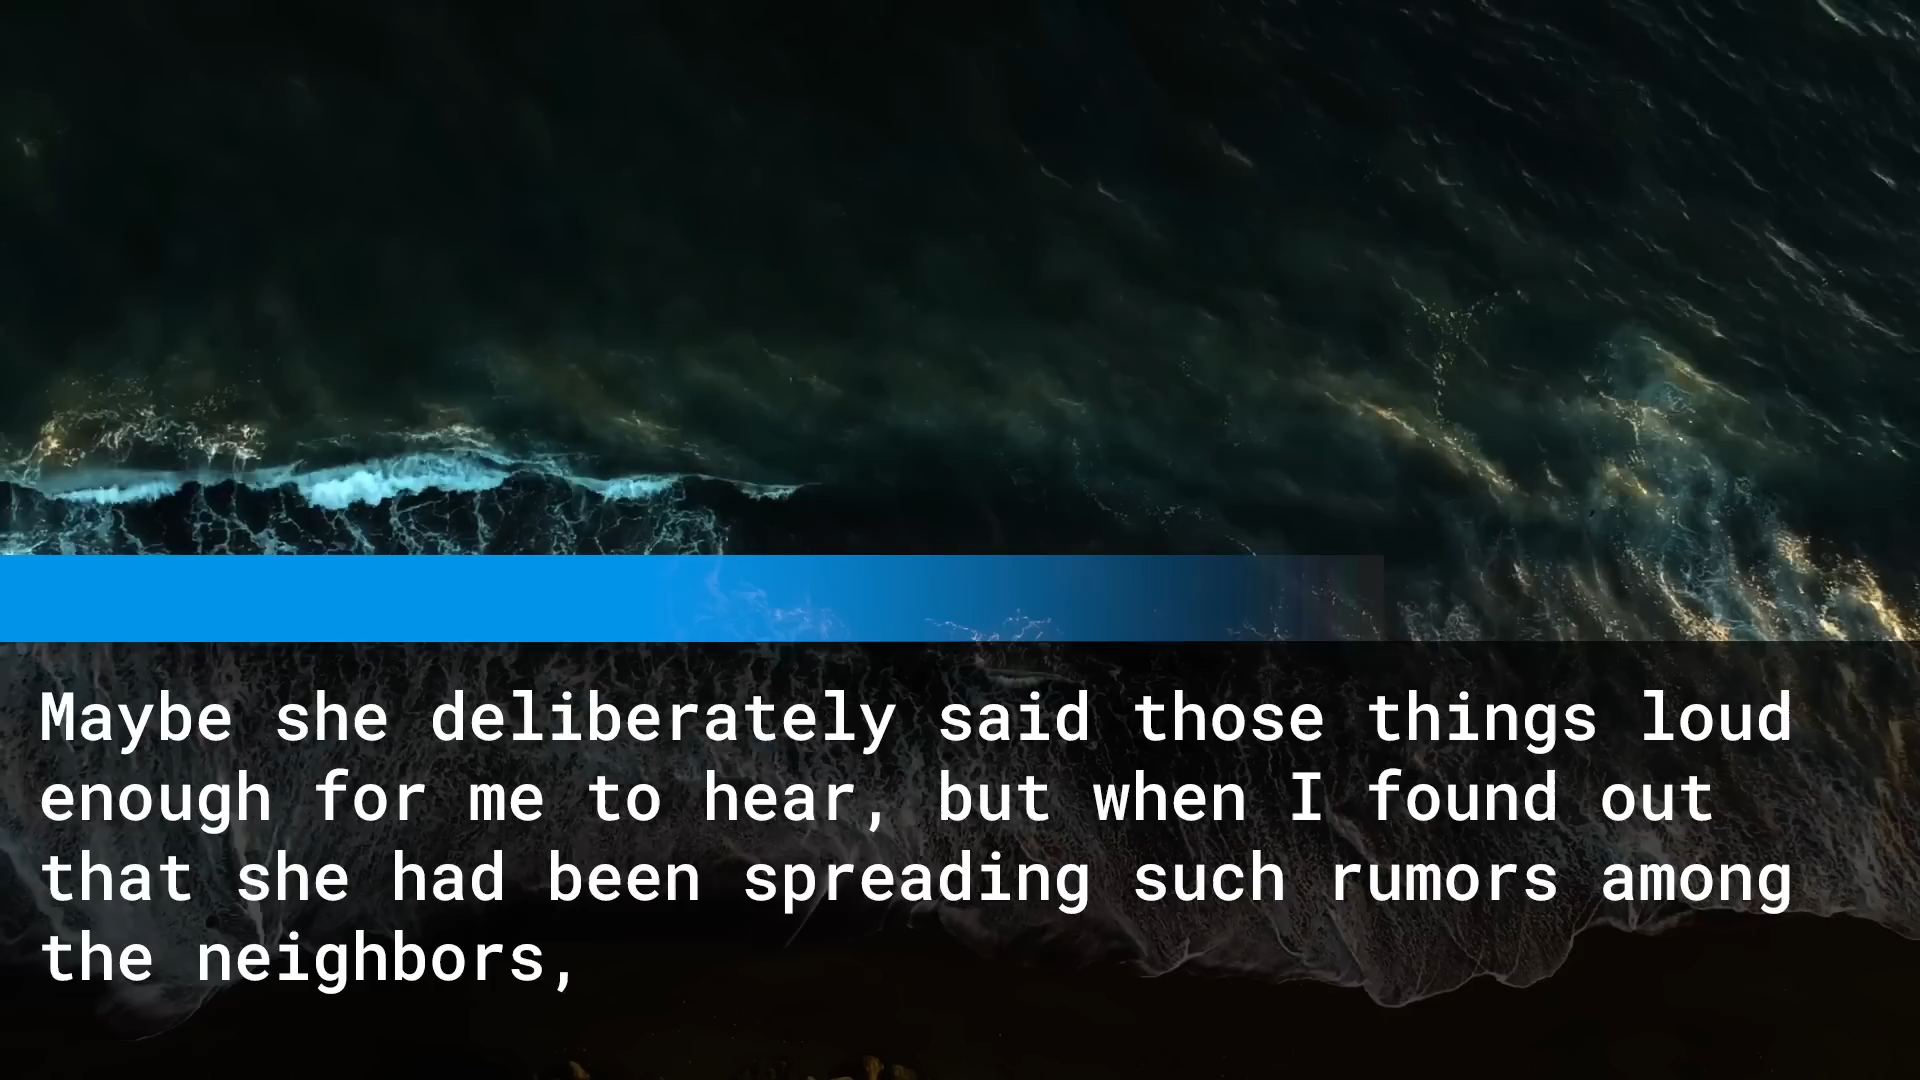 Maybe she deliberately said those things loud
enough for me to hear, but when I found out
that she had been spreading such rumors among
the neighbors,